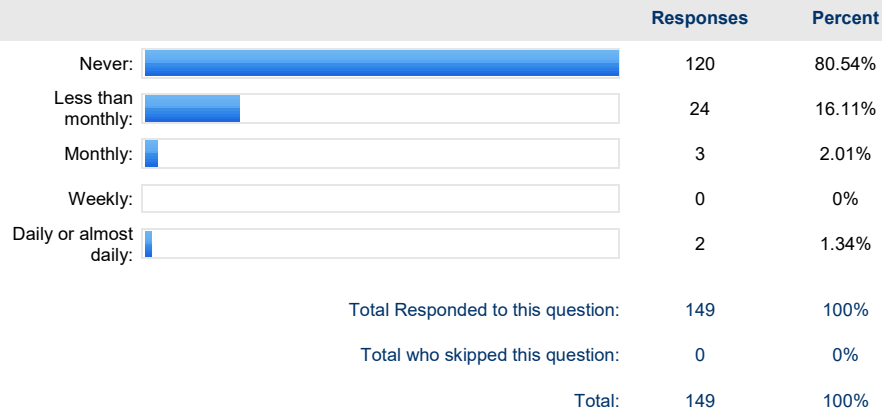 Responses Percent
Never: 120 80.54%
Less than
monthly: 24 16.11%
Monthly: 3 2.01%
Weekly: 0 0%
Daily or almost
daily: 2 1.34%
Total Responded to this question: 149 100%
Total who skipped this question: 0 0%
Total: 149 100%